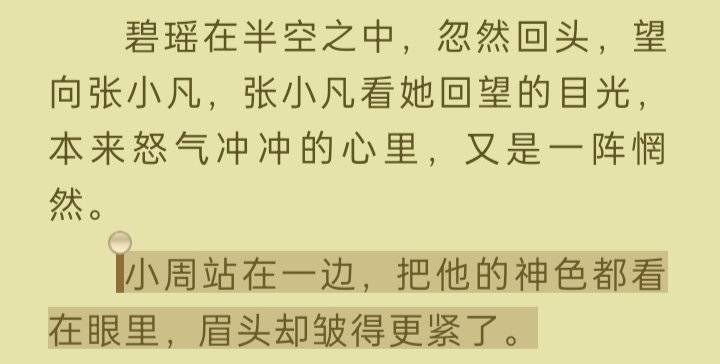 碧瑶在半空之中，忽然回头，望
向张小凡，张小凡看她回望的目光，
本来怒气冲冲的心里，又是一阵惘
然。
小周站在一边，把他的神色都看
在眼里，眉头却皱得更紧了。